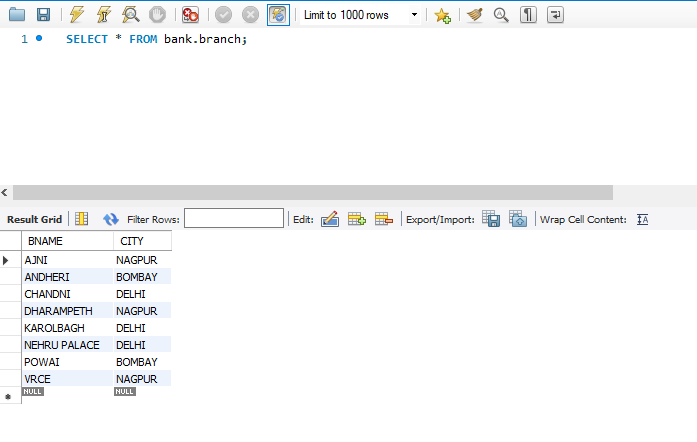 Limit to 1000 rows
1 SELECT * FROM bank.branch;
Result Grid Filter Rows: Edit: Export/Import: Wrap Cell Content: IA
BNAME CITY
AJNI NAGPUR
ANDHERI BOMBAY
CHANDNI DELHI
DHARAMPETH NAGPUR
KAROLBAGH DELHI
NEHRU PALACE DELHI
POWAI BOMBAY
VRCE NAGPUR
NULL NULL